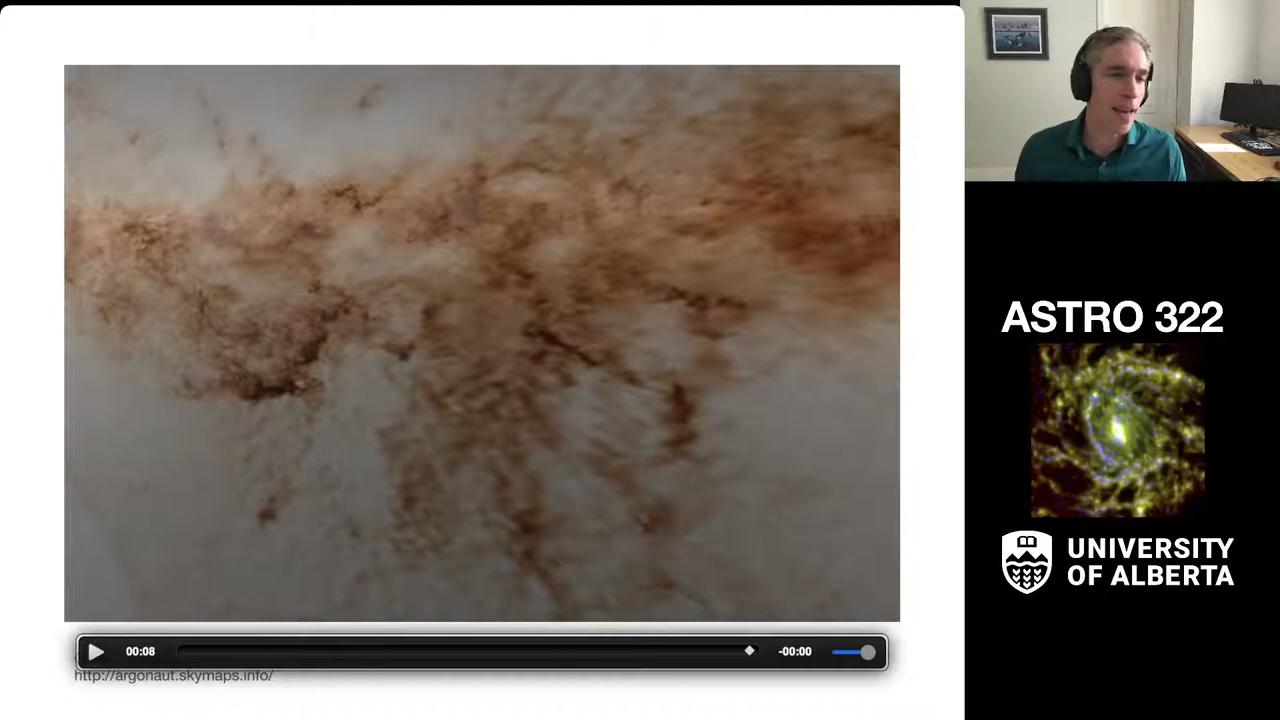 00:08
-00:00
http://argonaut.skymaps.info/
ASTRO 322
UNIVERSITY
OF ALBERTA